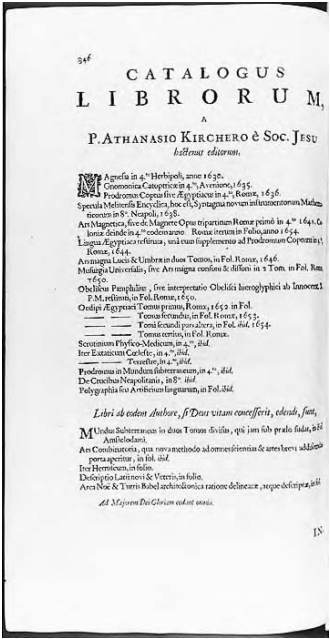 346
CATALOGUS
LIBRORUM,
A
P. ATHANASIO KIRCHERO è SOC. JESU
hactenus editorum.
MAgnesia in 4.to Herbipoli, anno 1630.
Gnomonica Catoptricæ in 4.to, Avenione, 1635.
Prodromus Coptus sive Ægyptiacus in 4.to, Romæ, 1636.
Specula Melitensis Encyclica, hoc est, Syntagma novum instrumentorum Mathe-
maticorum in 8o. Neapoli, 1638.
Ars Magnetica, sive de Magnete Opus tripartitum Romæ primò in 4.to 1641, Co-
loniæ deinde in 4.to eodem anno. Romæ iterum in Folio, anno 1654.
Lingua Ægyptiaca restituta, unà cum supplemento ad Prodromum Coptum in 4.to,
Romæ, 1644.
Ars magna Lucis & Umbræ in duos Tomos, in Fol. Romæ, 1646.
Musurgia Universalis, sive Ars magna consoni & dissoni in 2 Tom. in Fol. Romæ
1650.
Obeliscus Pamphilius, sive interpretatio Obelisci hieroglyphici ab Innocent. X
P.M. restituti, in Fol. Romæ, 1650.
Oedipi Ægyptiaci Tomus primus, Romæ, 1652 in Fol.
Tomus secundus, in Fol. Romæ, 1653.
Tomi secundi pars altera, in Fol. ibid. 1654.
Tomus tertius, in Fol. Romæ.
Scrutinium Physico-Medicum, in 4.to, ibid.
Iter Extaticum Cœleste, in 4.to, ibid.
Terrestre, in 4.to, ibid.
Prodromus in Mundum subterraneum, in 4.to, ibid.
De Crucibus Neapolitanis, in 8o. ibid.
Polygraphia seu Artificium linguarum, in Fol. ibid.
Libri ab eodem Authore, si Deus vitam concesserit, edendi, sunt,
MUndus Subterraneus in duos Tomos divisus, qui jam sub prælo sudat, in Fol.
Amstelodami.
Ars Combinatoria, qua nova methodo ad omnes scientias & artes brevi addiscendas
porta aperitur, in fol. ibid.
Iter Hetruscum, in folio.
Descriptio Latii novi & Veteris, in folio.
Arca Noë & Turris Babel architectonica ratione delineatæ, atque descriptæ, in fol.
Ad Majorem Dei Gloriam cedant omnia.
IN-